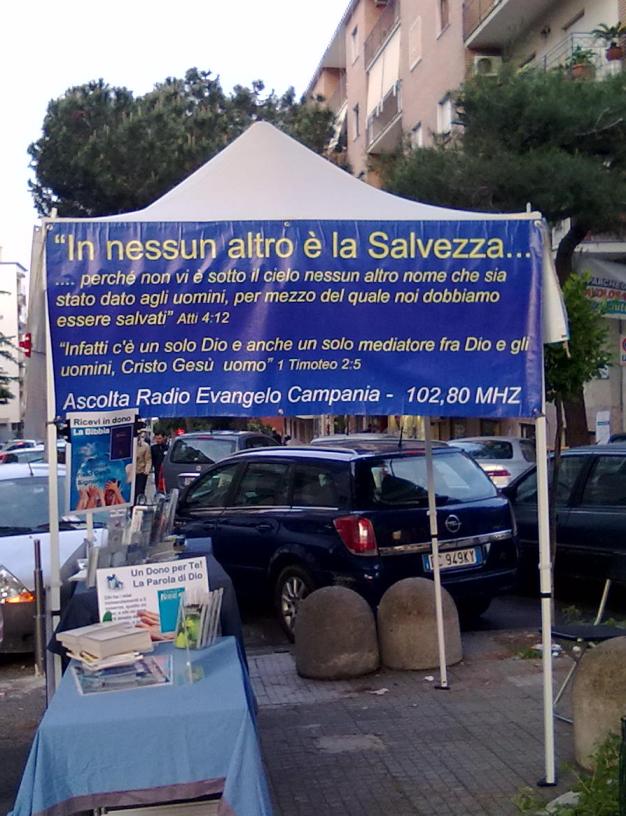 "In nessun altro è la Salvezza...
.... perché non vi è sotto il cielo nessun altro nome che sia
stato dato agli uomini, per mezzo del quale noi dobbiamo
essere salvati" Atti 4:12
"Infatti c'è un solo Dio e anche un solo mediatore fra Dio e gli
uomini, Cristo Gesù uomo" 1 Timoteo 2:5
Ascolta Radio Evangelo Campania - 102,80 MHZ
Ricevi in dono
La Bibbia
Un Dono per Te!
La Parola di Dio
949KY